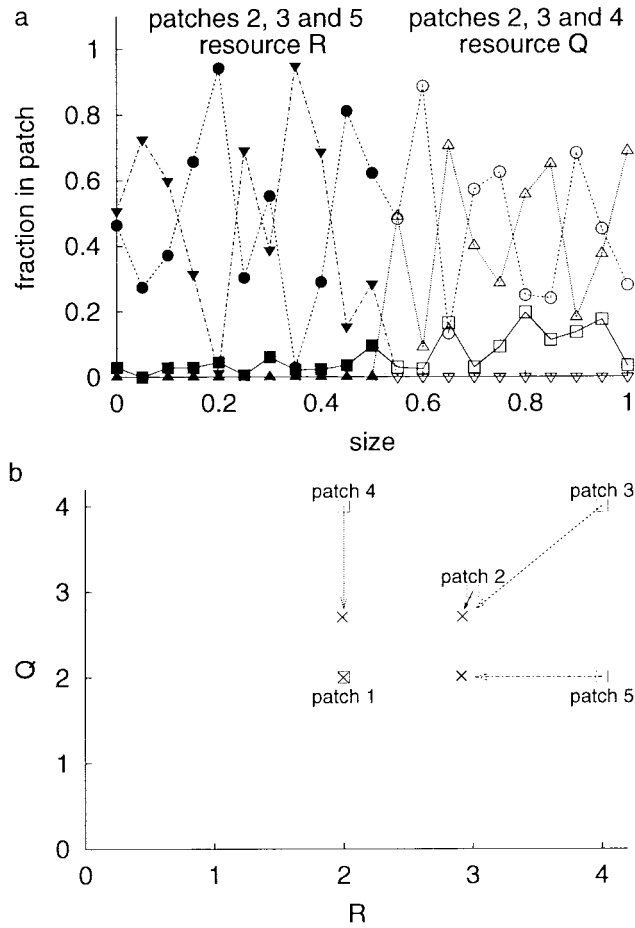 a
patches 2, 3 and 5
resource R
patches 2, 3 and 4
resource Q
1
0.8
0.6
0.4
0.2
0
fraction in patch
0 0.2 0.4 0.6 0.8 1
size
b
patch 4
patch 3
patch 2
patch 1
patch 5
4
3
2
1
0
Q
0 1 2 3 4
R